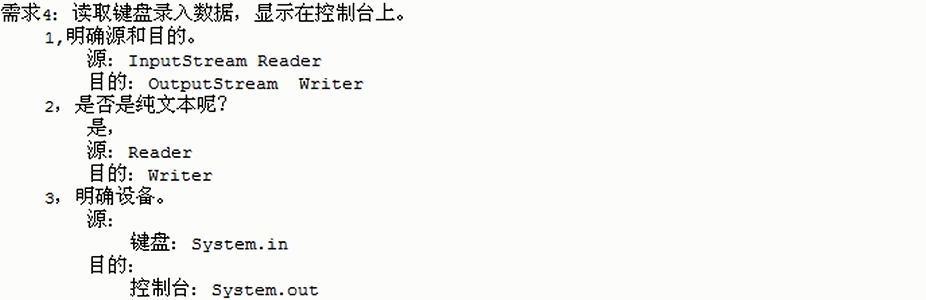 需求4：读取键盘录入数据，显示在控制台上。
1,明确源和目的。
源：InputStream Reader
目的：OutputStream  Writer
2，是否是纯文本呢？
是，
源：Reader
目的：Writer
3，明确设备。
源：
键盘：System.in
目的：
控制台：System.out